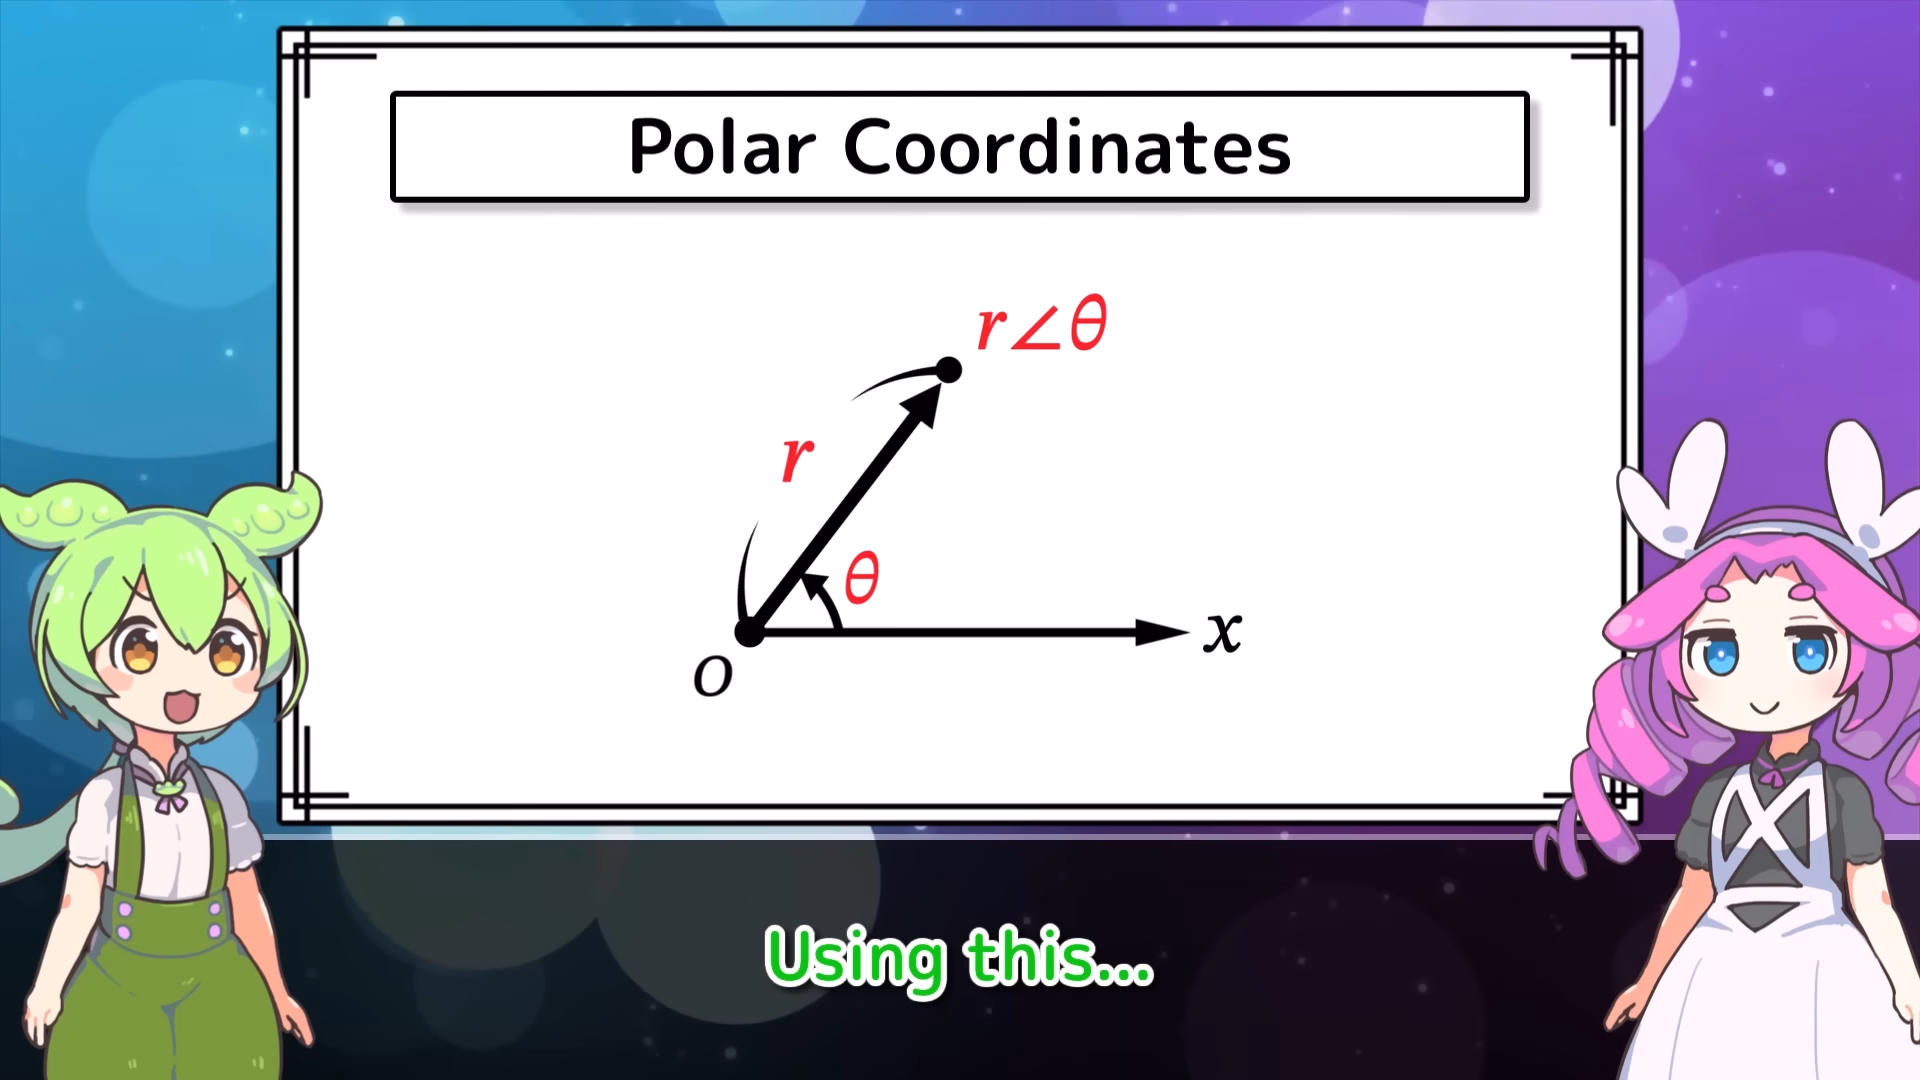 Polar Coordinates
r∠θ
r
θ
x
O
Using this...